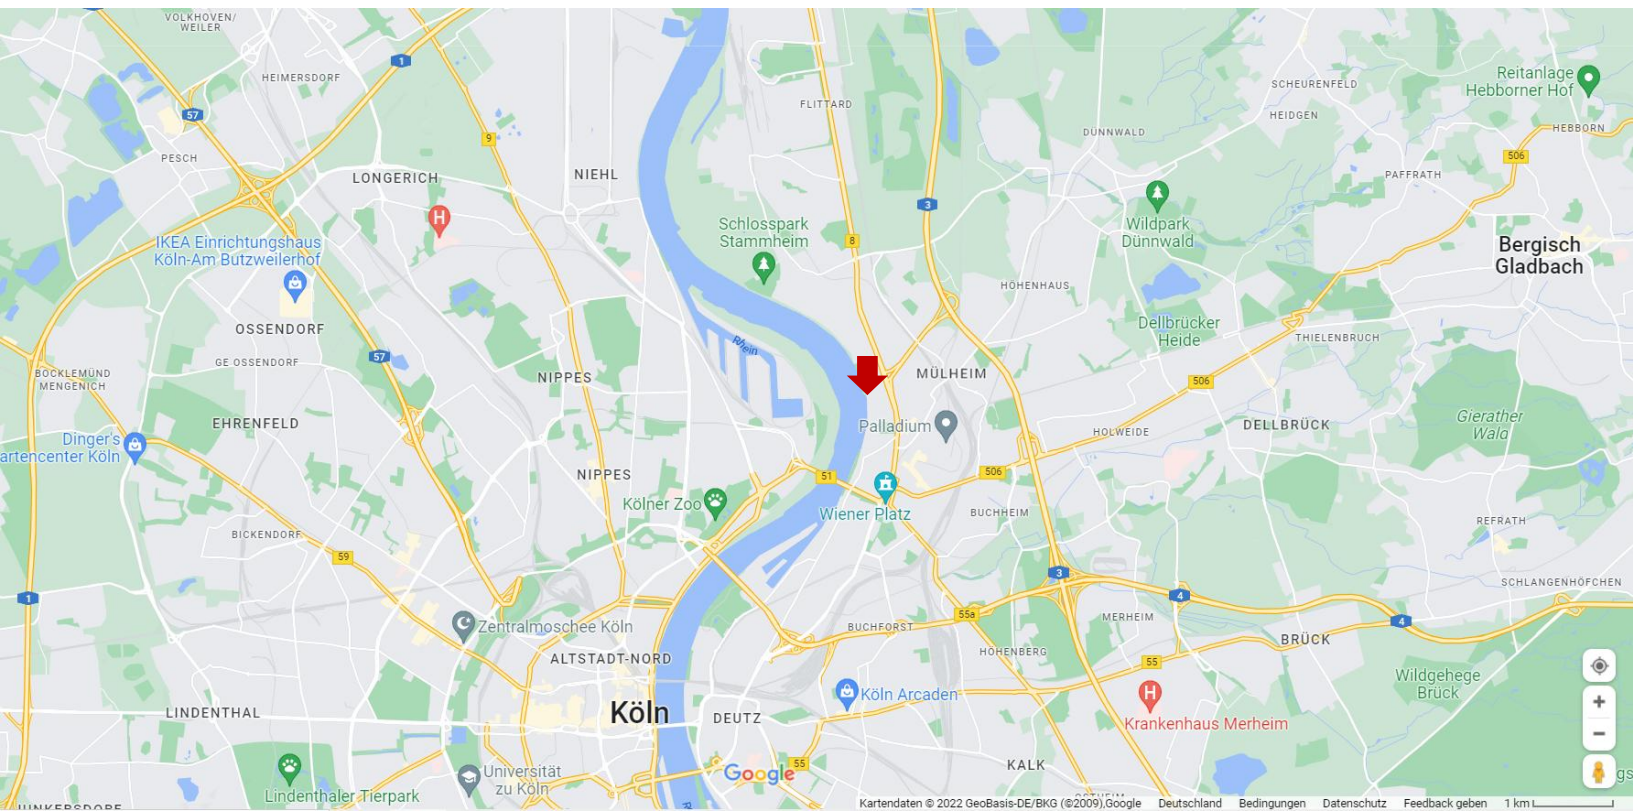 VOLKHOVEN/
WEILER
1
HEIMERSDORF
57
PESCH
9
LONGERICH
NIEHL
FLITTARD
SCHEURENFELD
Reitanlage
Hebborner Hof
HEIDGEN
DÜNNWALD
HEBBORN
506
PAFFRATH
H
3
Schlosspark
Stammheim
8
Wildpark
Dünnwald
IKEA Einrichtungshaus
Köln-Am Butzweilerhof
Bergisch
Gladbach
HÖHENHAUS
OSSENDORF
Rhein
Dellbrücker
Heide
THIELENBRUCH
GE OSSENDORF
57
BOCKLEMÜND
MENGENICH
NIPPES
MÜLHEIM
506
EHRENFELD
Palladium
HOLWEIDE
DELLBRÜCK
Gierather
Wald
Dinger's
artencenter Köln
NIPPES
51
506
Kölner Zoo
Wiener Platz
BUCHHEIM
REFRATH
BICKENDORF
59
3
SCHLANGENHÖFCHEN
1
4
55a
4
Zentralmoschee Köln
BUCHFORST
MERHEIM
BRÜCK
ALTSTADT-NORD
HÖHENBERG
55
Wildgehege
Brück
Köln Arcaden
H
LINDENTHAL
Köln
DEUTZ
Krankenhaus Merheim
55
KALK
Google
Universität
zu Köln
Lindenthaler Tierpark
JUNKERSDORF
OSTHEIM
gs
Kartendaten © 2022 GeoBasis-DE/BKG (©2009),Google Deutschland Bedingungen Datenschutz Feedback geben 1 km